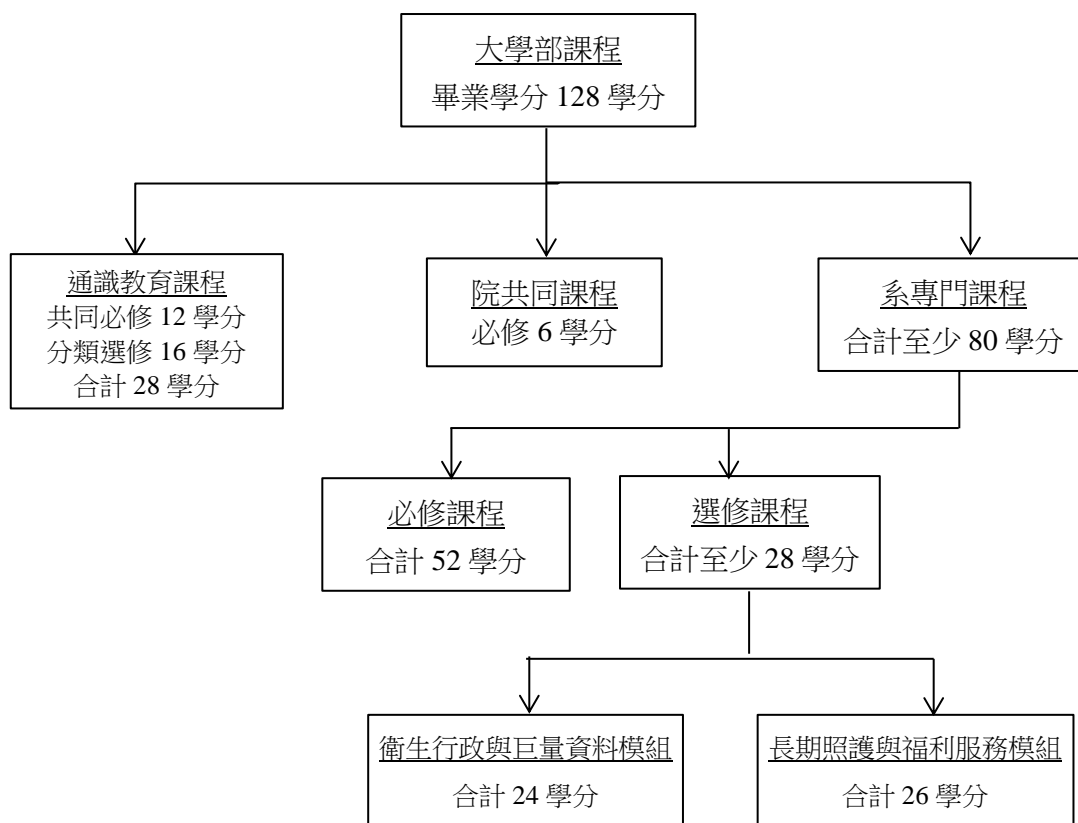 大學部課程
畢業學分 128 學分
通識教育課程
共同必修 12 學分
分類選修 16 學分
合計 28 學分
院共同課程
必修 6 學分
系專門課程
合計至少 80 學分
必修課程
合計 52 學分
選修課程
合計至少 28 學分
衛生行政與巨量資料模組
合計 24 學分
長期照護與福利服務模組
合計 26 學分